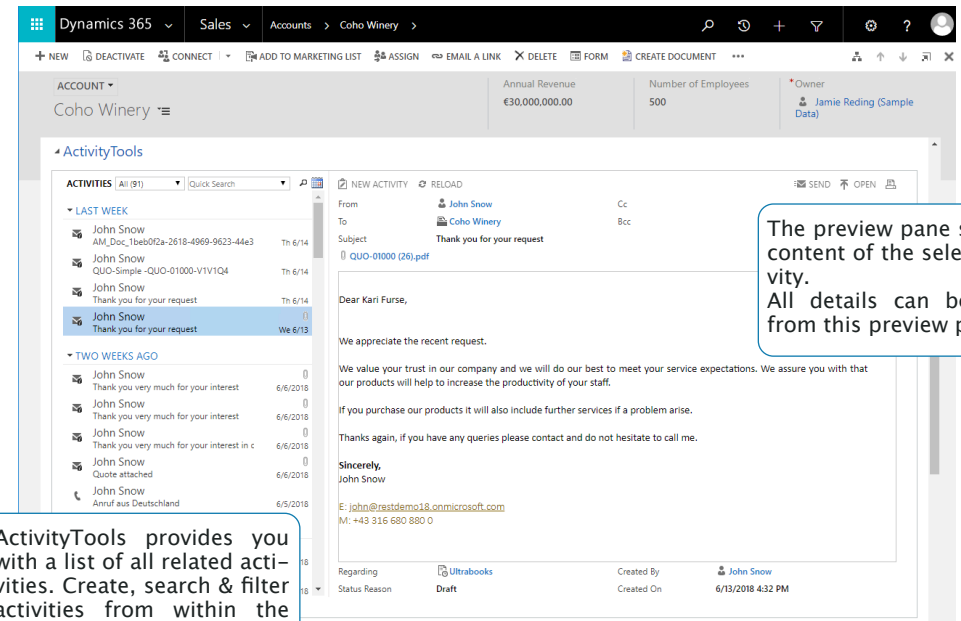 Dynamics 365 Sales Accounts > Coho Winery >
+ NEW DEACTIVATE CONNECT ADD TO MARKETING LIST ASSIGN EMAIL A LINK DELETE FORM CREATE DOCUMENT •••
ACCOUNT
Coho Winery
Annual Revenue
€30,000,000.00
Number of Employees
500
*Owner
Jamie Reding (Sample
Data)
ActivityTools
ACTIVITIES All (91) Quick Search
LAST WEEK
John Snow
AM_Doc_1beb0f2a-2618-4969-9623-44e3 Th 6/14
John Snow
QUO-Simple -QUO-01000-V1V1Q4 Th 6/14
John Snow
Thank you for your request Th 6/14
John Snow
Thank you for your request We 6/13
TWO WEEKS AGO
John Snow
Thank you very much for your interest 6/6/2018
John Snow
Thank you very much for your interest 6/6/2018
John Snow
Thank you very much for your interest in c 6/6/2018
John Snow
Quote attached 6/6/2018
John Snow
Anruf aus Deutschland 6/5/2018
18
18
ActivityTools provides you
with a list of all related acti-
vities. Create, search & filter
activities from within the
NEW ACTIVITY RELOAD SEND OPEN
From John Snow Cc
To Coho Winery Bcc
Subject Thank you for your request
QUO-01000 (26).pdf
The preview pane s
content of the sele
vity.
All details can be
from this preview p
Dear Kari Furse,
We appreciate the recent request.
We value your trust in our company and we will do our best to meet your service expectations. We assure you with that
our products will help to increase the productivity of your staff.
If you purchase our products it will also include further services if a problem arise.
Thanks again, if you have any queries please contact and do not hesitate to call me.
Sincerely,
John Snow
E: john@restdemo18.onmicrosoft.com
M: +43 316 680 880 0
Regarding Ultrabooks Created By John Snow
Status Reason Draft Created On 6/13/2018 4:32 PM